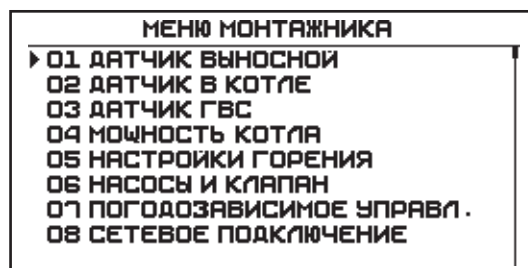 МЕНЮ МОНТАЖНИКА
01 ДАТЧИК ВЫНОСНОЙ
02 ДАТЧИК В КОТЛЕ
03 ДАТЧИК ГВС
04 МОЩНОСТЬ КОТЛА
05 НАСТРОЙКИ ГОРЕНИЯ
06 НАСОСЫ И КЛАПАН
07 ПОГОДОЗАВИСИМОЕ УПРАВЛ.
08 СЕТЕВОЕ ПОДКЛЮЧЕНИЕ